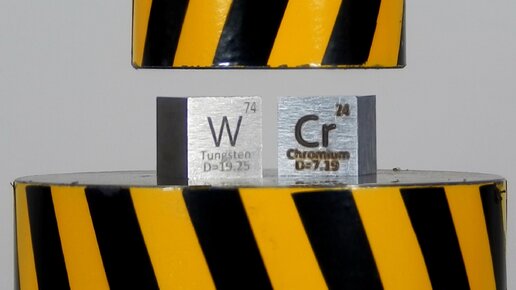 74
W
Tungsten
D=19.25
24
Cr
Chromium
D=7.19